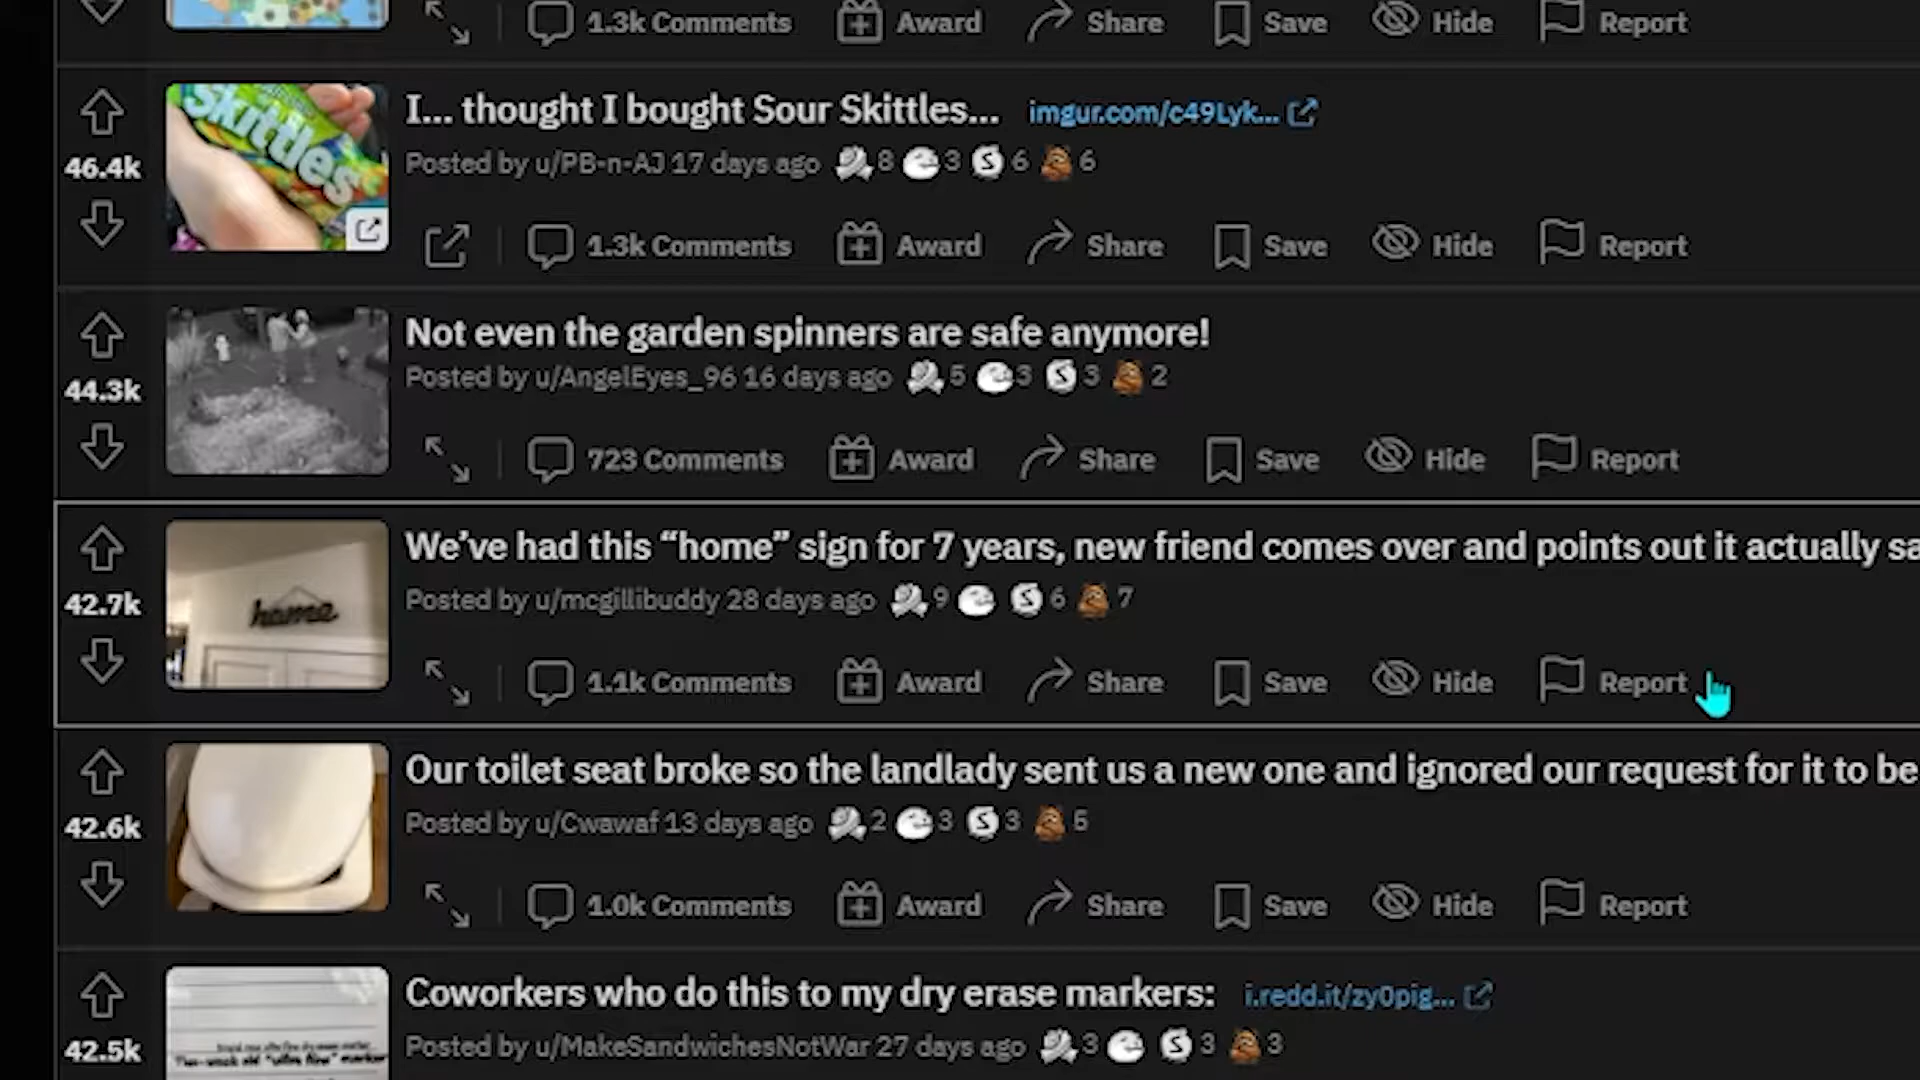 1.3k Comments Award Share Save Hide Report
Skittles
I... thought I bought Sour Skittles... imgur.com/c49Lyk...
46.4k
Posted by u/PB-n-AJ 17 days ago 8 3 6 6
1.3k Comments Award Share Save Hide Report
Not even the garden spinners are safe anymore!
44.3k
Posted by u/AngelEyes_96 16 days ago 5 3 3 2
723 Comments Award Share Save Hide Report
We’ve had this “home” sign for 7 years, new friend comes over and points out it actually sa
42.7k
Posted by u/mcgillibuddy 28 days ago 9 6 7
1.1k Comments Award Share Save Hide Report
Our toilet seat broke so the landlady sent us a new one and ignored our request for it to be
42.6k
Posted by u/Cwawaf 13 days ago 2 3 3 5
1.0k Comments Award Share Save Hide Report
Coworkers who do this to my dry erase markers: i.redd.it/zy0pig...
42.5k
Posted by u/MakeSandwichesNotWar 27 days ago 3 3 3